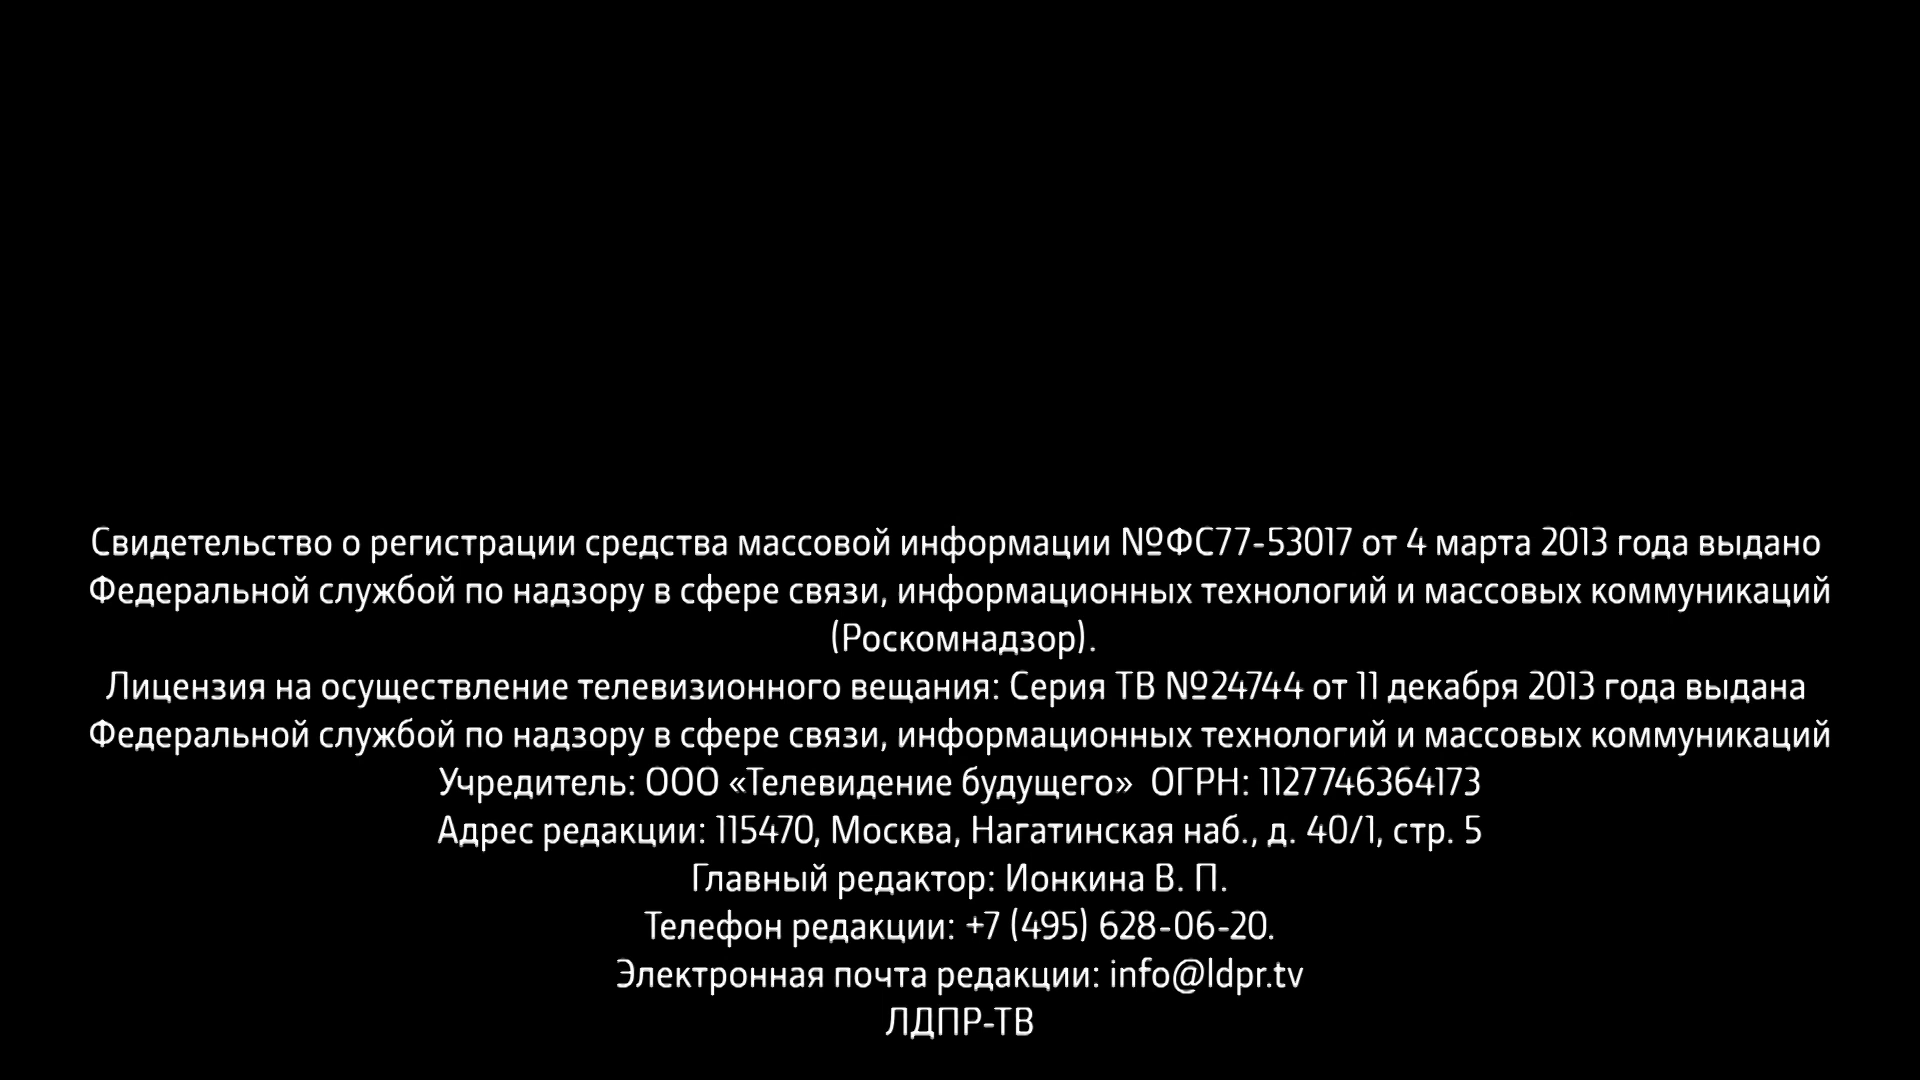 Свидетельство о регистрации средства массовой информации №ФС77-53017 от 4 марта 2013 года выдано
Федеральной службой по надзору в сфере связи, информационных технологий и массовых коммуникаций
(Роскомнадзор).
Лицензия на осуществление телевизионного вещания: Серия ТВ №24744 от 11 декабря 2013 года выдана
Федеральной службой по надзору в сфере связи, информационных технологий и массовых коммуникаций
Учредитель: ООО «Телевидение будущего» ОГРН: 1127746364173
Адрес редакции: 115470, Москва, Нагатинская наб., д. 40/1, стр. 5
Главный редактор: Ионкина В. П.
Телефон редакции: +7 (495) 628-06-20.
Электронная почта редакции: info@ldpr.tv
ЛДПР-ТВ